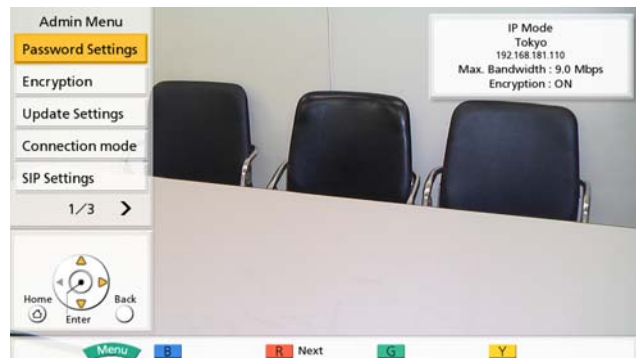 Admin Menu
Password Settings
Encryption
Update Settings
Connection mode
SIP Settings
1/3
IP Mode
Tokyo
192.168.181.110
Max. Bandwidth : 9.0 Mbps
Encryption : ON
Home
Enter
Back
Menu
B
R Next
G
Y